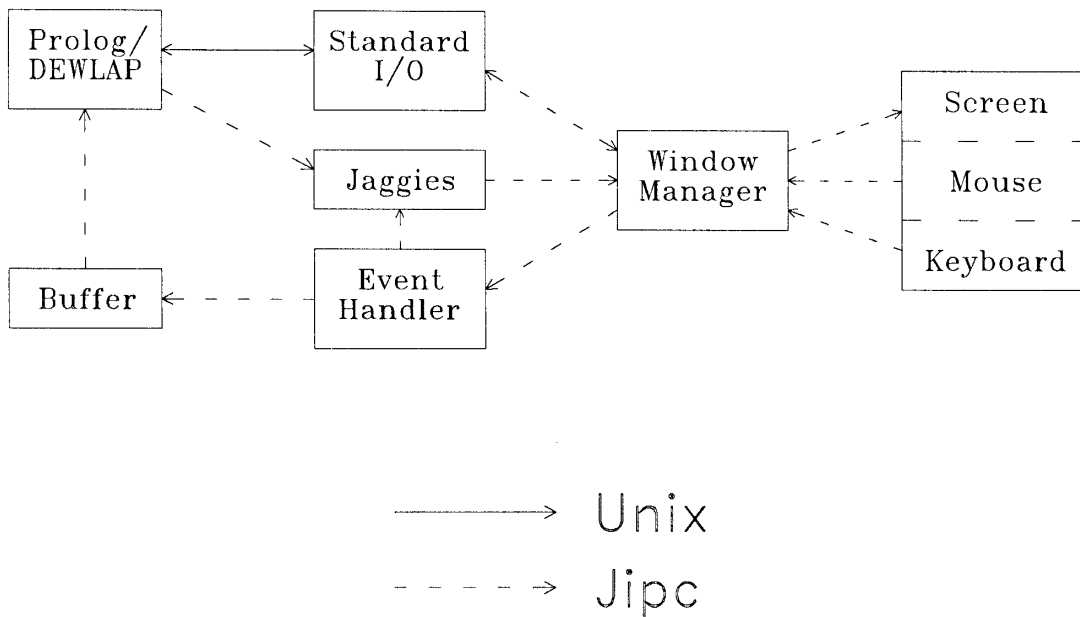 Prolog/
DEWLAP
Standard
I/O
Screen
Window
Manager
Jaggies
Mouse
Event
Handler
Buffer
Keyboard
Unix
Jipc